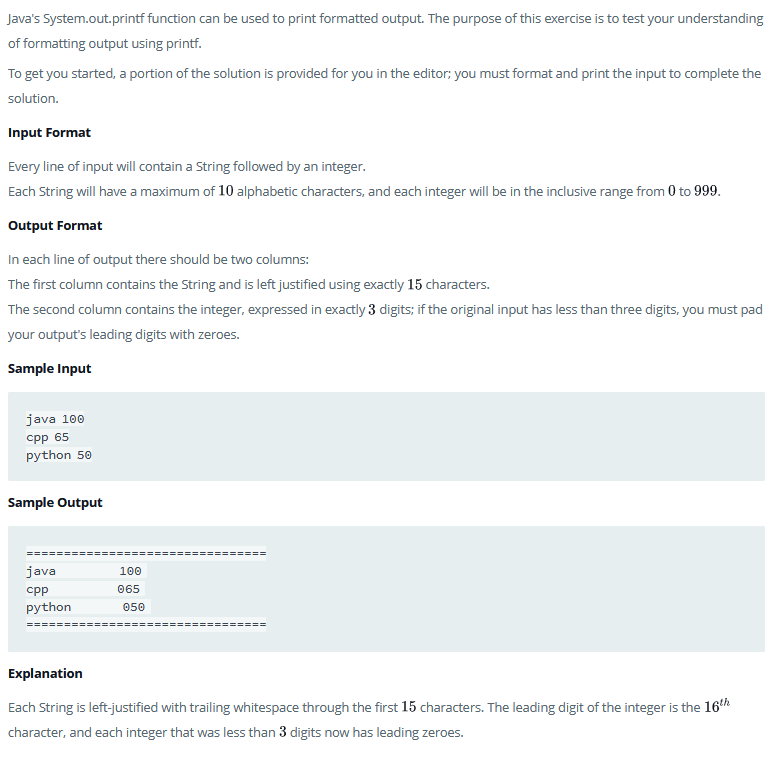 Java's System.out.printf function can be used to print formatted output. The purpose of this exercise is to test your understanding
of formatting output using printf.
To get you started, a portion of the solution is provided for you in the editor; you must format and print the input to complete the
solution.
Input Format
Every line of input will contain a String followed by an integer.
Each String will have a maximum of 10 alphabetic characters, and each integer will be in the inclusive range from 0 to 999.
Output Format
In each line of output there should be two columns:
The first column contains the String and is left justified using exactly 15 characters.
The second column contains the integer, expressed in exactly 3 digits; if the original input has less than three digits, you must pad
your output's leading digits with zeroes.
Sample Input
java 100
cpp 65
python 50
Sample Output
================================
java           100
cpp            065
python         050
================================
Explanation
Each String is left-justified with trailing whitespace through the first 15 characters. The leading digit of the integer is the 16th
character, and each integer that was less than 3 digits now has leading zeroes.